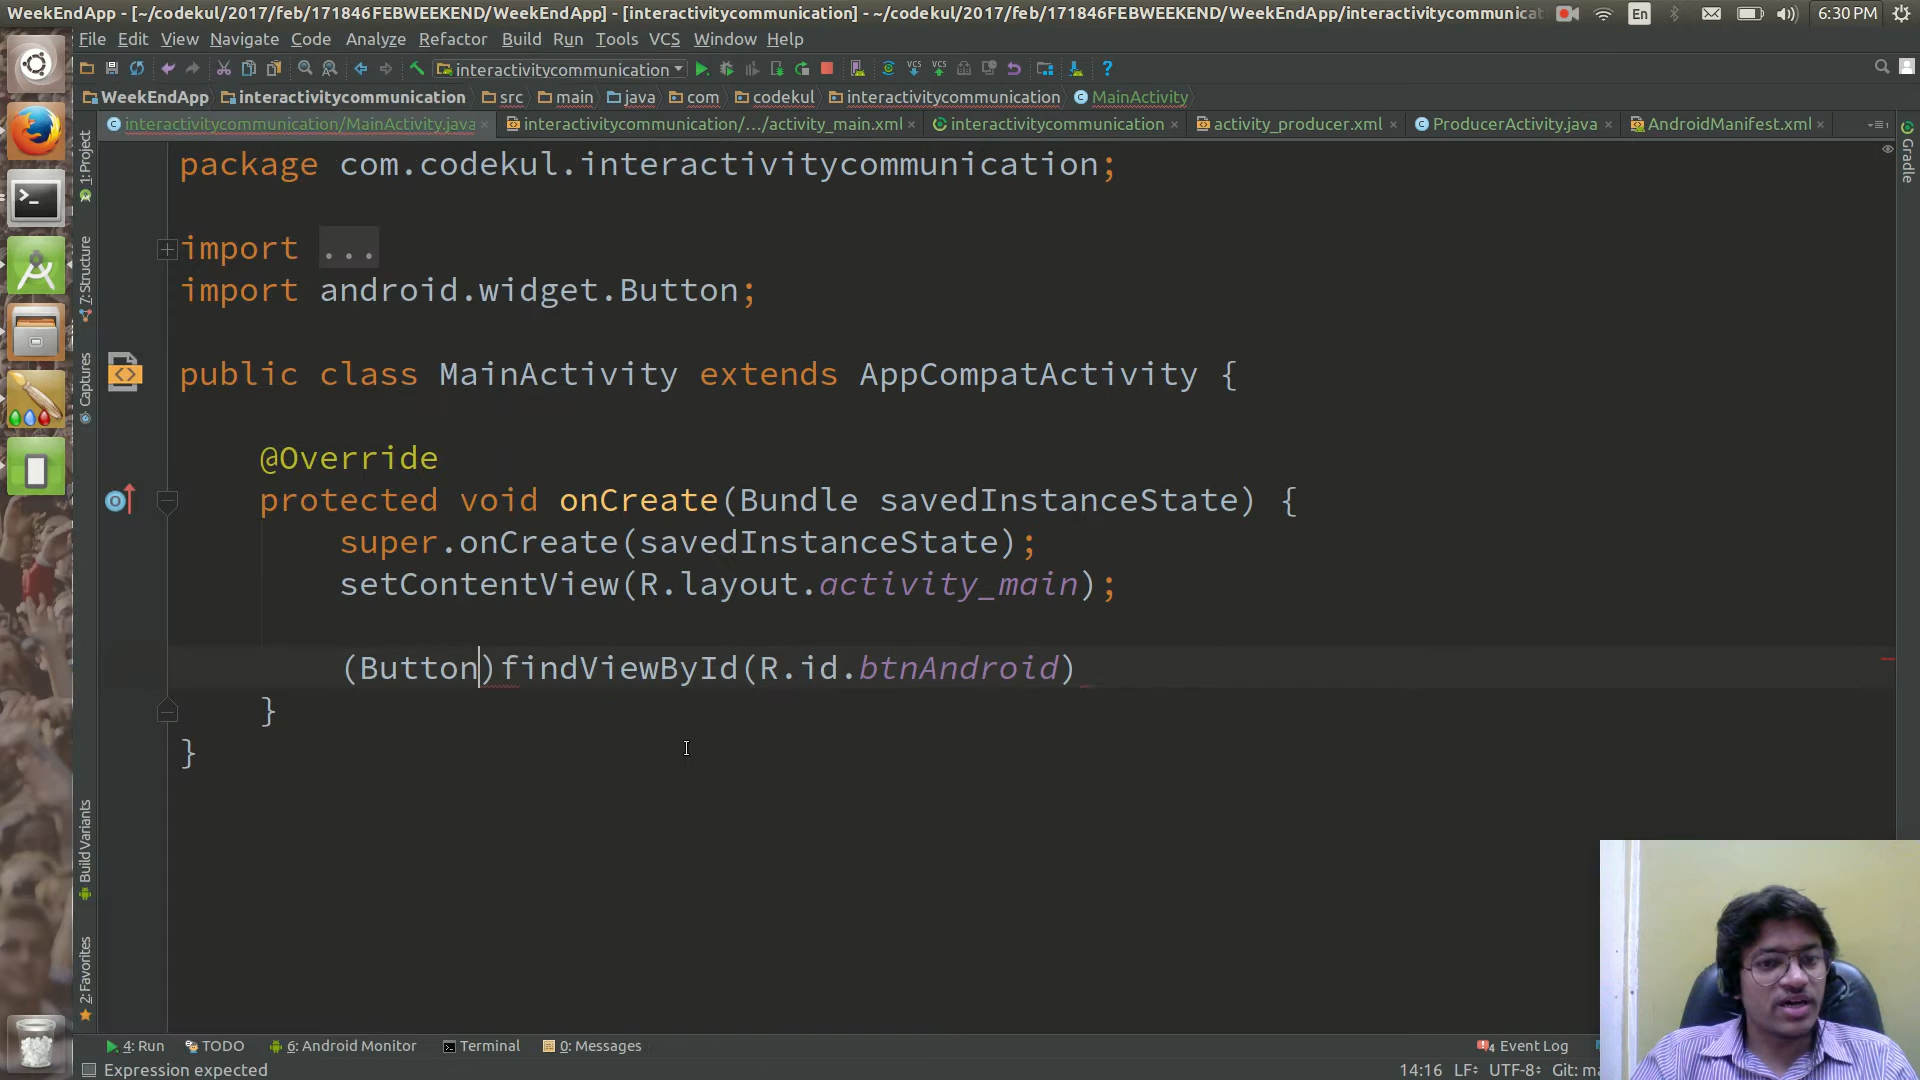 WeekEndApp - [~/codekul/2017/feb/171846FEBWEEKEND/WeekEndApp] - [interactivitycommunication] - ~/codekul/2017/feb/171846FEBWEEKEND/WeekEndApp/interactivitycommunicat En 6:30 PM
File Edit View Navigate Code Analyze Refactor Build Run Tools VCS Window Help
interactivitycommunication VCS VCS ?
WeekEndApp interactivitycommunication src main java com codekul interactivitycommunication MainActivity
interactivitycommunication/MainActivity.java interactivitycommunication/.../activity_main.xml interactivitycommunication activity_producer.xml ProducerActivity.java AndroidManifest.xml
1: Project
7: Structure
Captures
Build Variants
2: Favorites
Gradle
package com.codekul.interactivitycommunication;
import ...
import android.widget.Button;
public class MainActivity extends AppCompatActivity {
@Override
protected void onCreate(Bundle savedInstanceState) {
super.onCreate(savedInstanceState);
setContentView(R.layout.activity_main);
(Button)findViewById(R.id.btnAndroid)
}
}
4: Run TODO 6: Android Monitor Terminal 0: Messages 4 Event Log
Expression expected 14:16 LF UTF-8 Git: ma